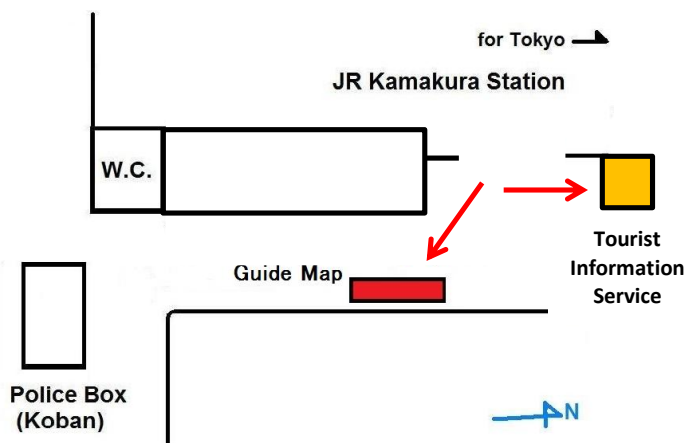 for Tokyo
JR Kamakura Station
W.C.
Tourist
Information
Service
Guide Map
Police Box
(Koban)
N